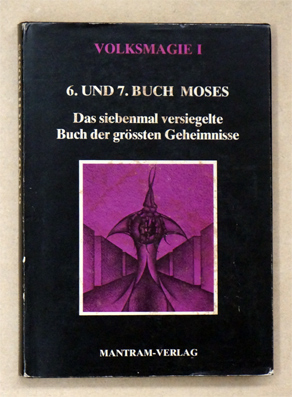 VOLKSMAGIE I
6. UND 7. BUCH MOSES
Das siebenmal versiegelte
Buch der grössten Geheimnisse
MANTRAM-VERLAG